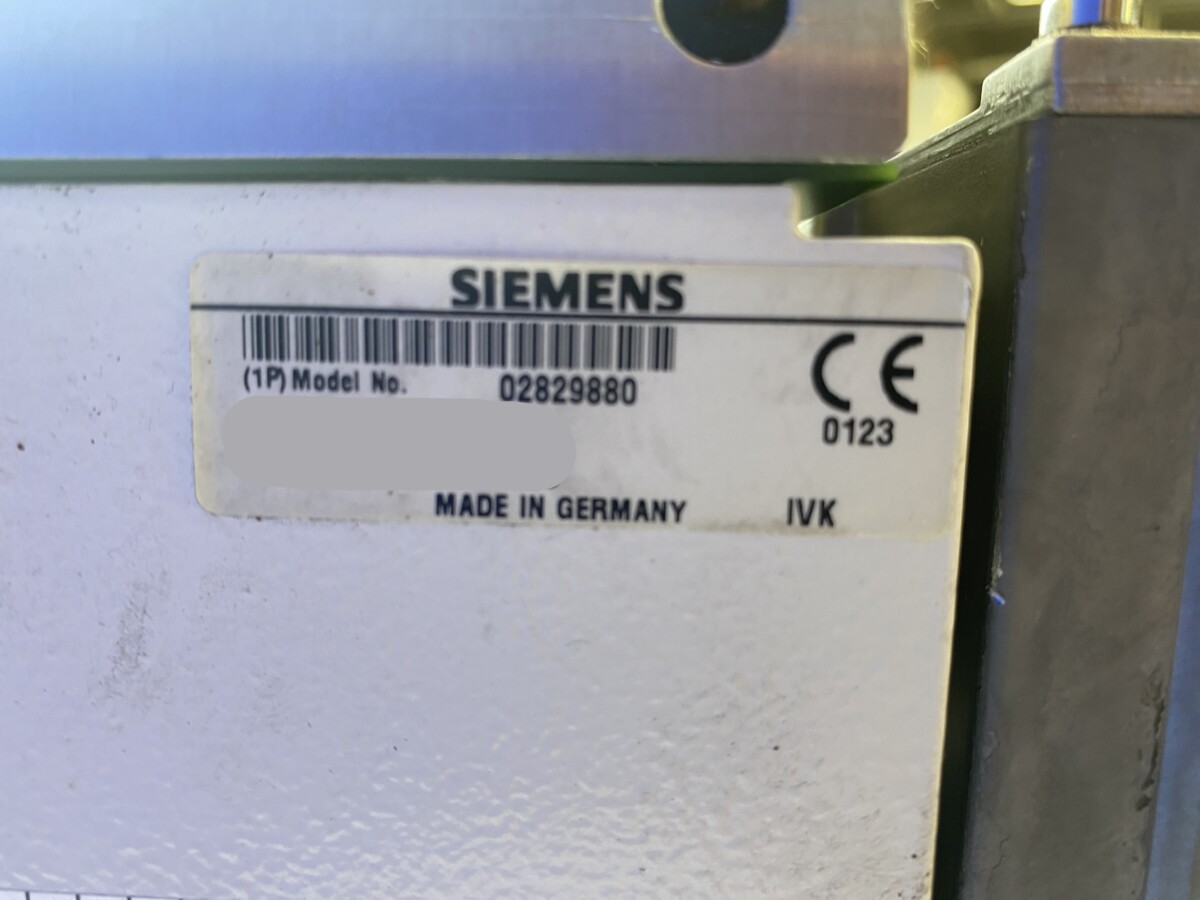 SIEMENS
(1P) Model No. 02829880
CE
0123
MADE IN GERMANY IVK